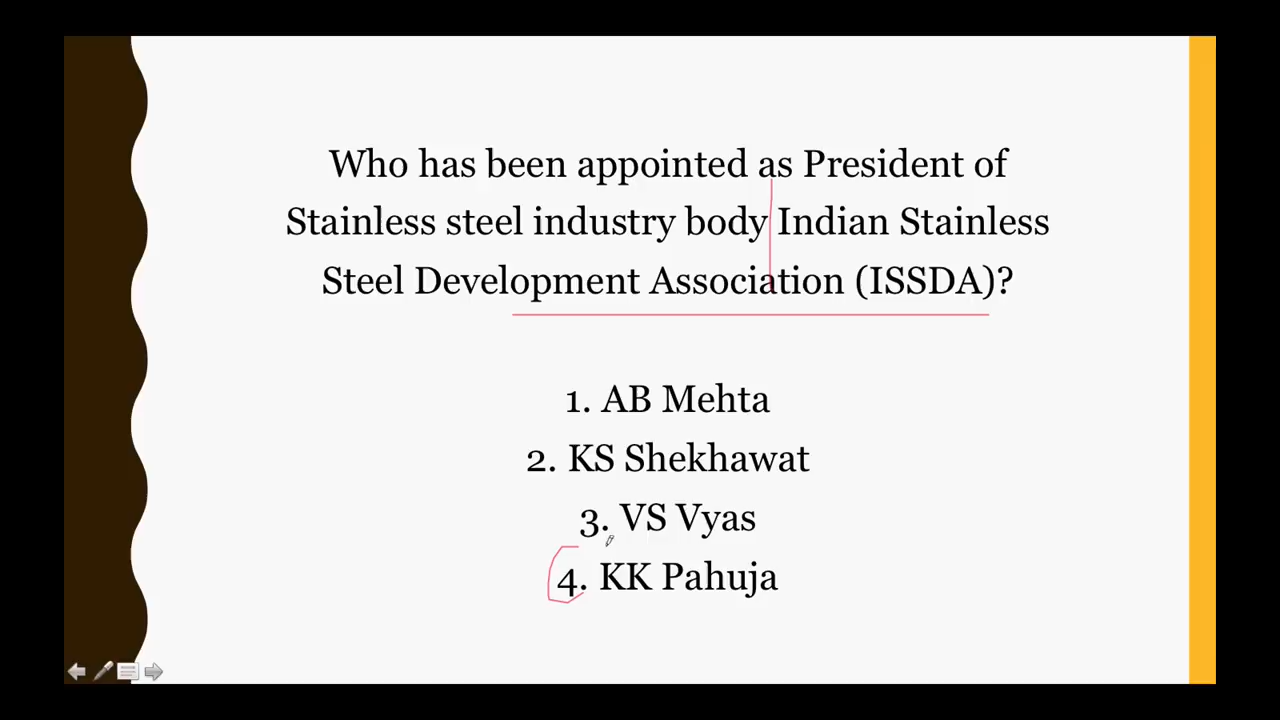 Who has been appointed as President of
Stainless steel industry body Indian Stainless
Steel Development Association (ISSDA)?
1. AB Mehta
2. KS Shekhawat
3. VS Vyas
4. KK Pahuja